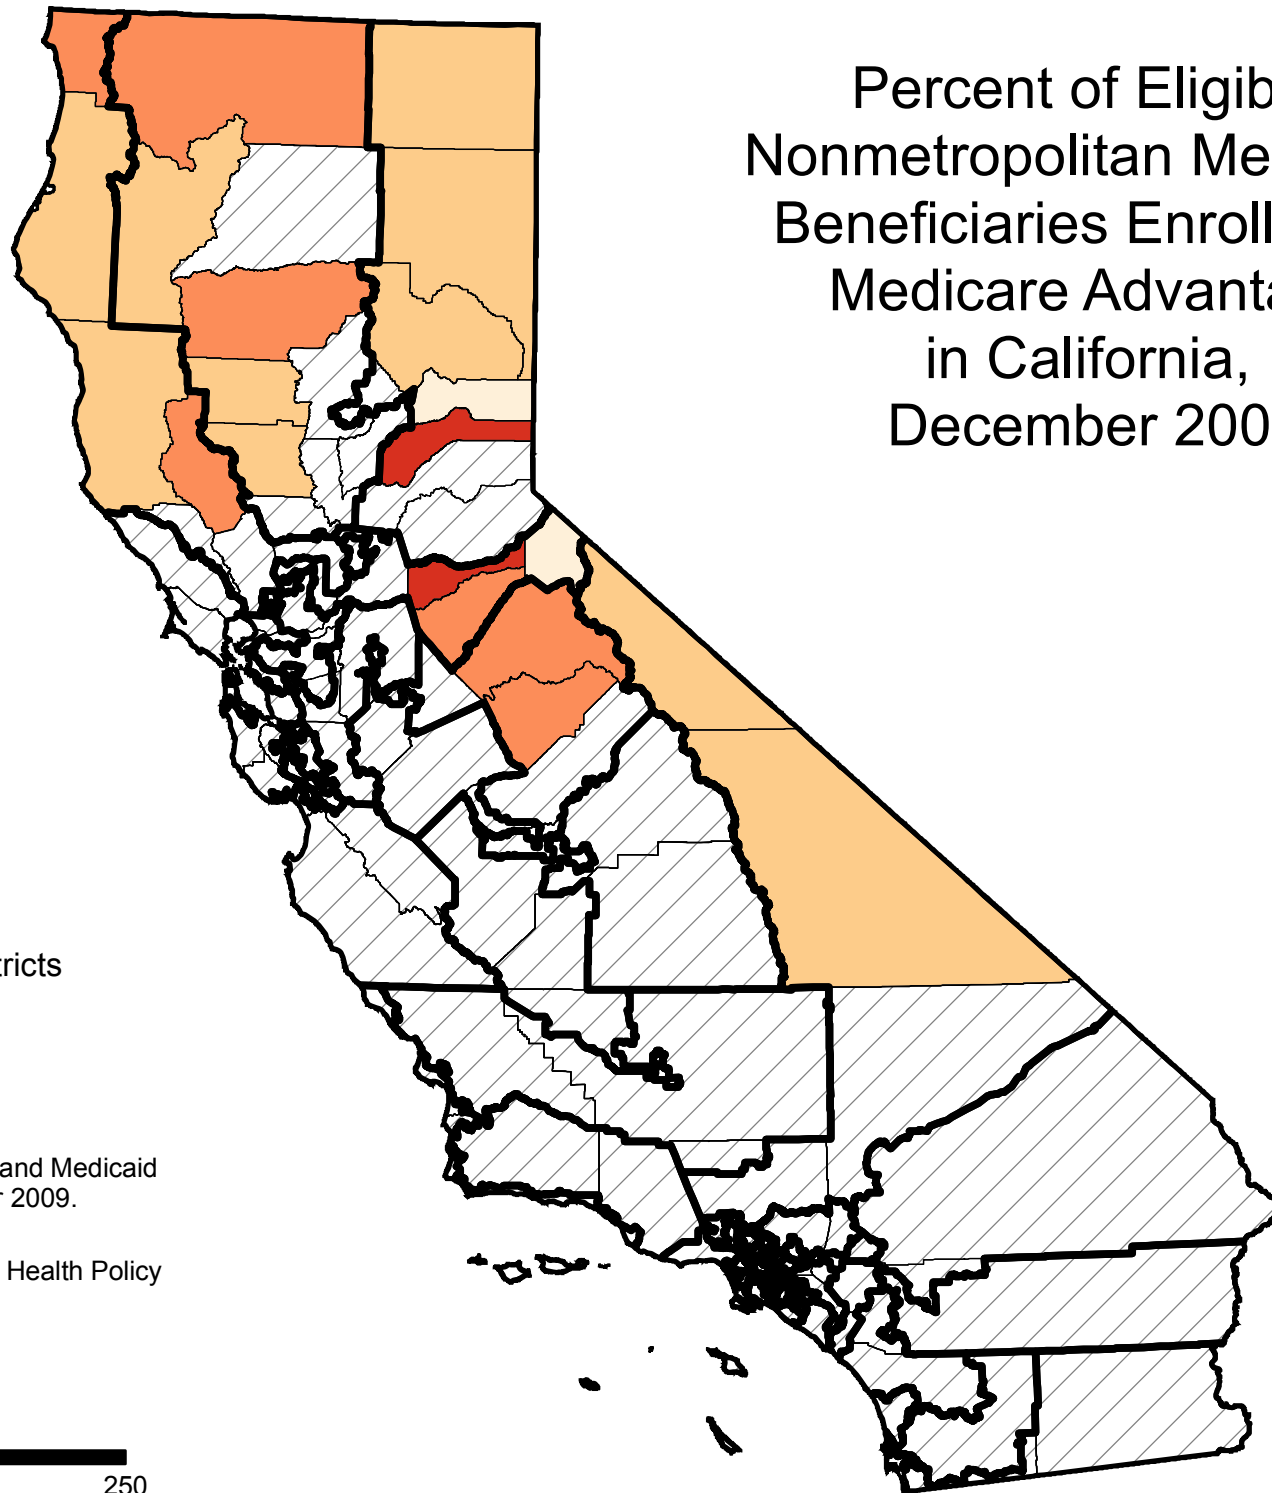 Percent of Eligib
Nonmetropolitan Me
Beneficiaries Enroll
Medicare Advanta
in California,
December 200
tricts
and Medicaid
r 2009.
Health Policy
250